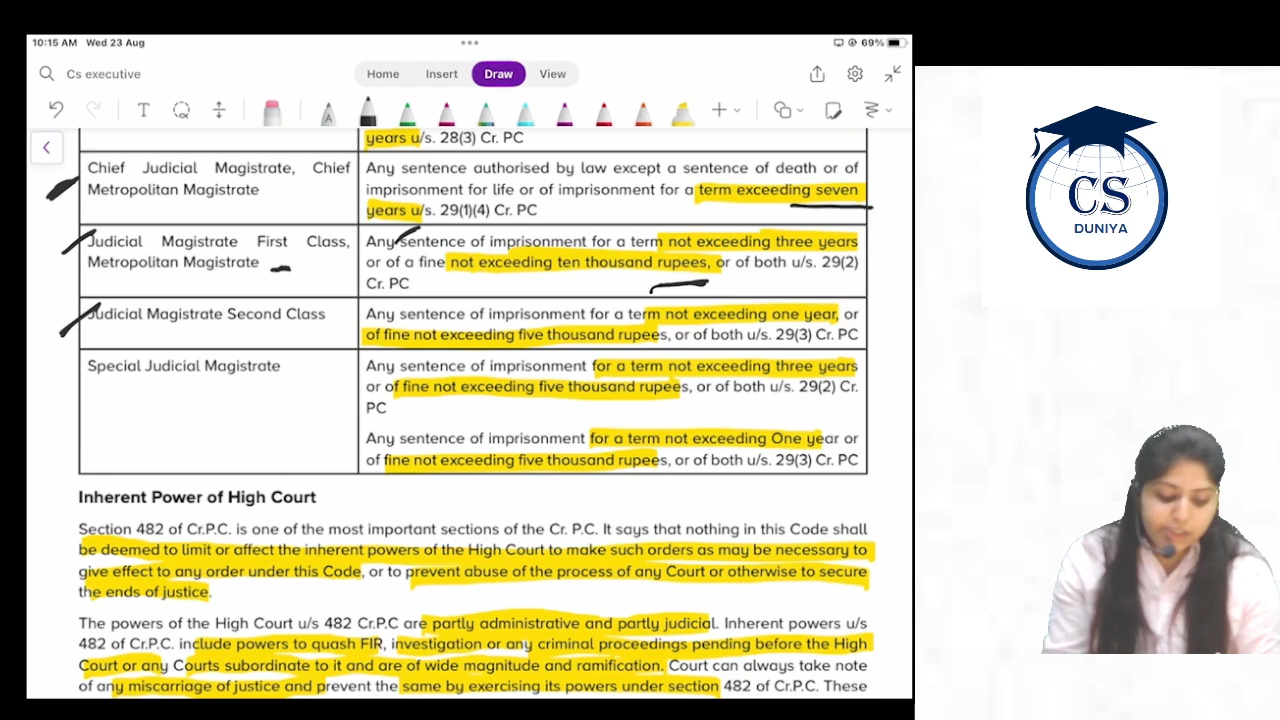 10:15 AM Wed 23 Aug
69%
Cs executive
Home Insert Draw View
T
A
years u/s. 28(3) Cr. PC
Chief Judicial Magistrate, Chief
Metropolitan Magistrate
Any sentence authorised by law except a sentence of death or of
imprisonment for life or of imprisonment for a term exceeding seven
years u/s. 29(1)(4) Cr. PC
Judicial Magistrate First Class,
Metropolitan Magistrate
Any sentence of imprisonment for a term not exceeding three years
or of a fine not exceeding ten thousand rupees, or of both u/s. 29(2)
Cr. PC
Judicial Magistrate Second Class
Any sentence of imprisonment for a term not exceeding one year, or
of fine not exceeding five thousand rupees, or of both u/s. 29(3) Cr. PC
Special Judicial Magistrate
Any sentence of imprisonment for a term not exceeding three years
or of fine not exceeding five thousand rupees, or of both u/s. 29(2) Cr.
PC
Any sentence of imprisonment for a term not exceeding One year or
of fine not exceeding five thousand rupees, or of both u/s. 29(3) Cr. PC
Inherent Power of High Court
Section 482 of Cr.P.C. is one of the most important sections of the Cr. P.C. It says that nothing in this Code shall
be deemed to limit or affect the inherent powers of the High Court to make such orders as may be necessary to
give effect to any order under this Code, or to prevent abuse of the process of any Court or otherwise to secure
the ends of justice.
The powers of the High Court u/s 482 Cr.P.C are partly administrative and partly judicial. Inherent powers u/s
482 of Cr.P.C. include powers to quash FIR, investigation or any criminal proceedings pending before the High
Court or any Courts subordinate to it and are of wide magnitude and ramification. Court can always take note
of any miscarriage of justice and prevent the same by exercising its powers under section 482 of Cr.P.C. These
CS
DUNIYA